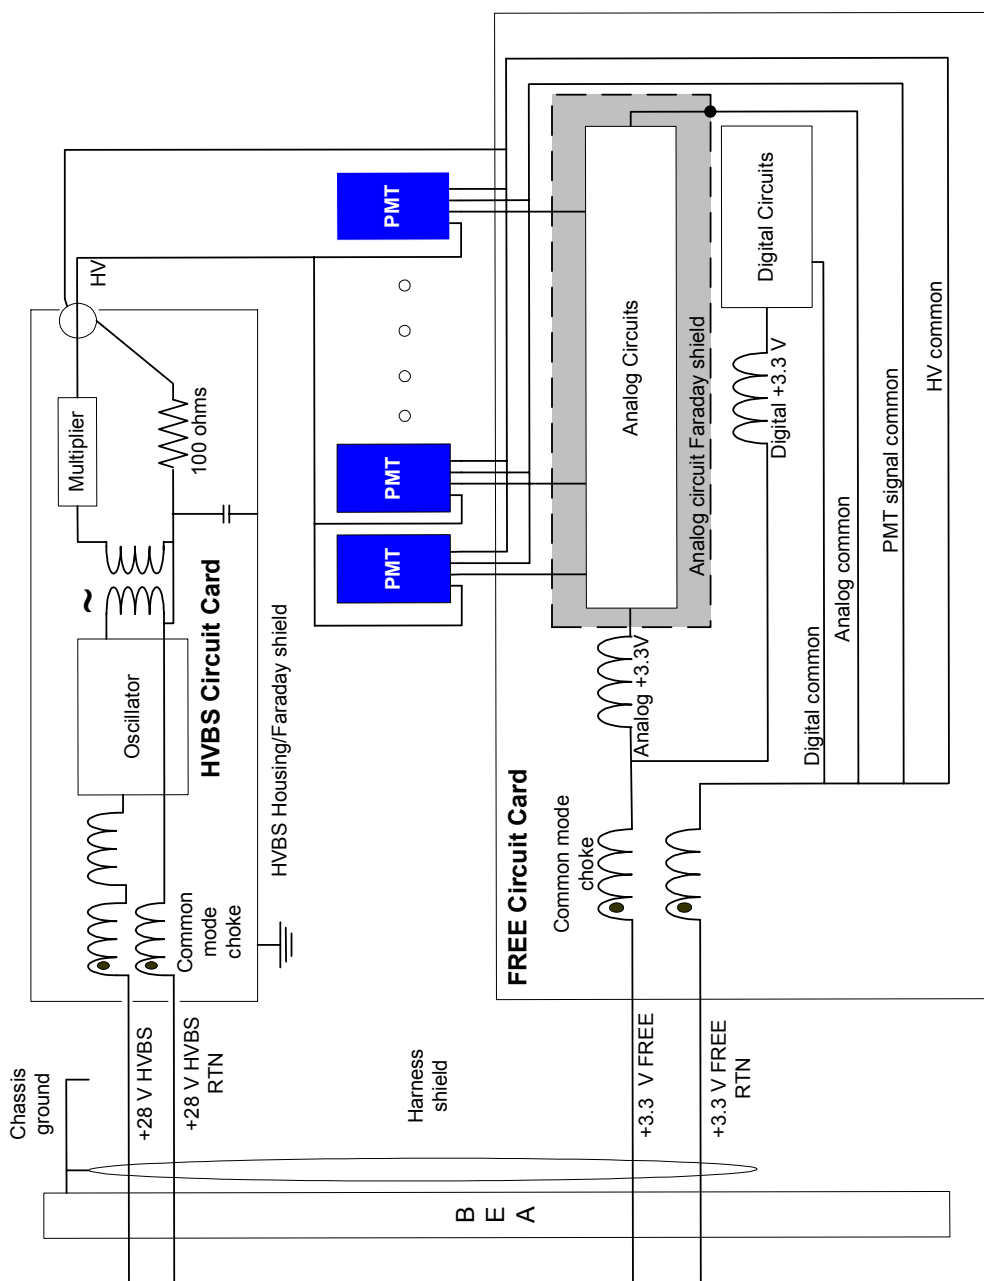 HV
Multiplier
100 ohms
~
Oscillator
HVBS Circuit Card
HVBS Housing/Faraday shield
Common
mode
choke
+28 V HVBS
+28 V HVBS
RTN
Chassis
ground
Harness
shield
B
E
A
PMT
PMT
PMT
FREE Circuit Card
Analog Circuits
Analog circuit Faraday shield
Digital Circuits
Digital +3.3 V
Analog +3.3V
Common mode
choke
+3.3 V FREE
+3.3 V FREE
RTN
Digital common
Analog common
PMT signal common
HV common